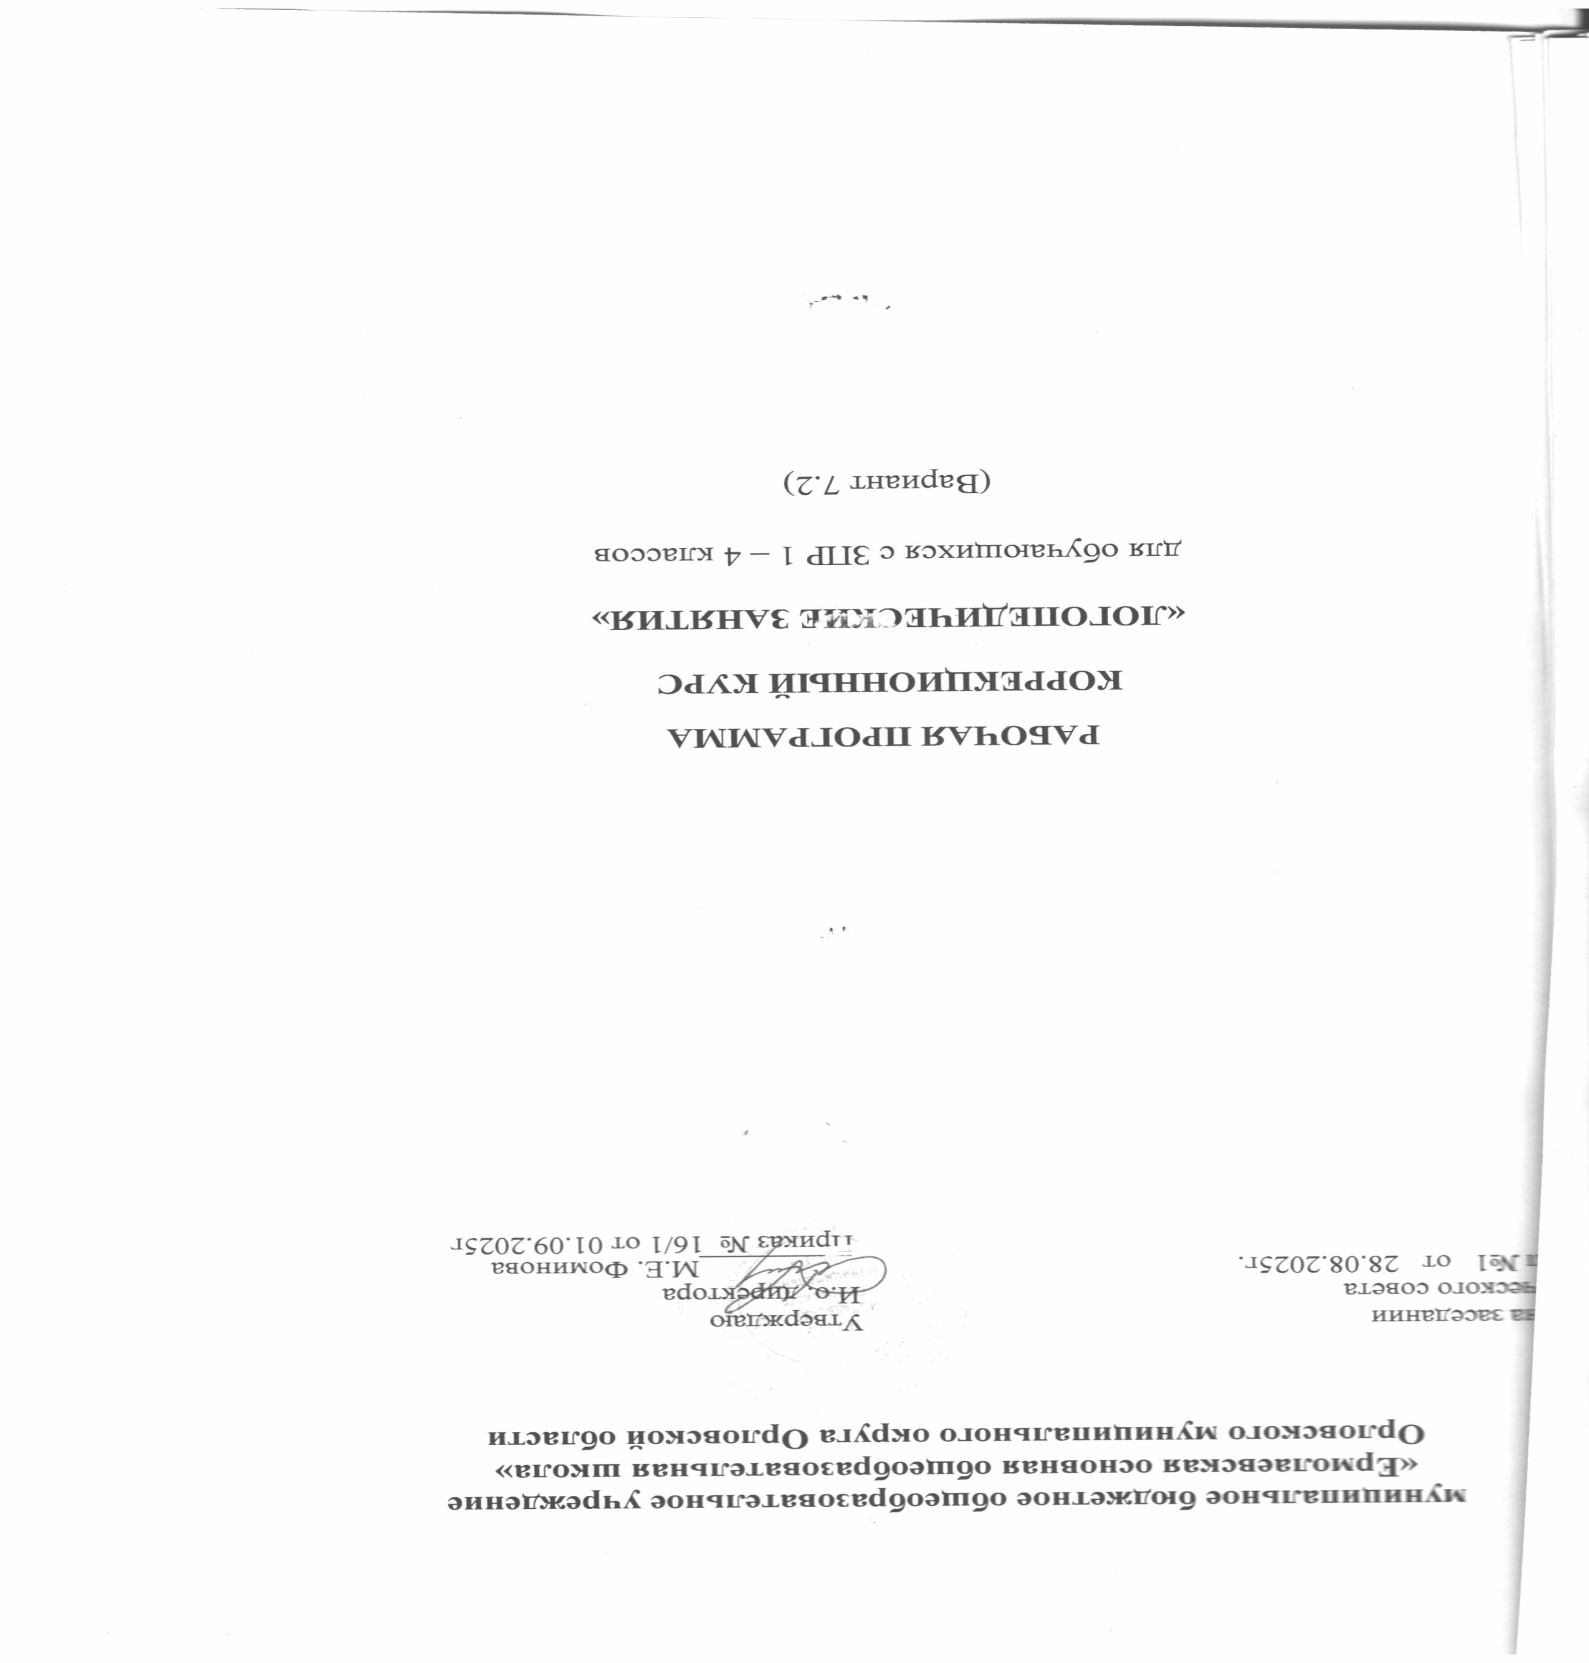 муниципальное бюджетное общеобразовательное учреждение
«Ермолаевская основная общеобразовательная школа»
Орловского муниципального округа Орловской области
на заседании
ческого совета
л №1 от 28.08.2025г.
Утверждаю
И.о. директора
М.Е. Фоминова
Приказ № 16/1 от 01.09.2025г
РАБОЧАЯ ПРОГРАММА
КОРРЕКЦИОННЫЙ КУРС
«ЛОГОПЕДИЧЕСКИЕ ЗАНЯТИЯ»
для обучающихся с ЗПР 1 – 4 классов
(Вариант 7.2)